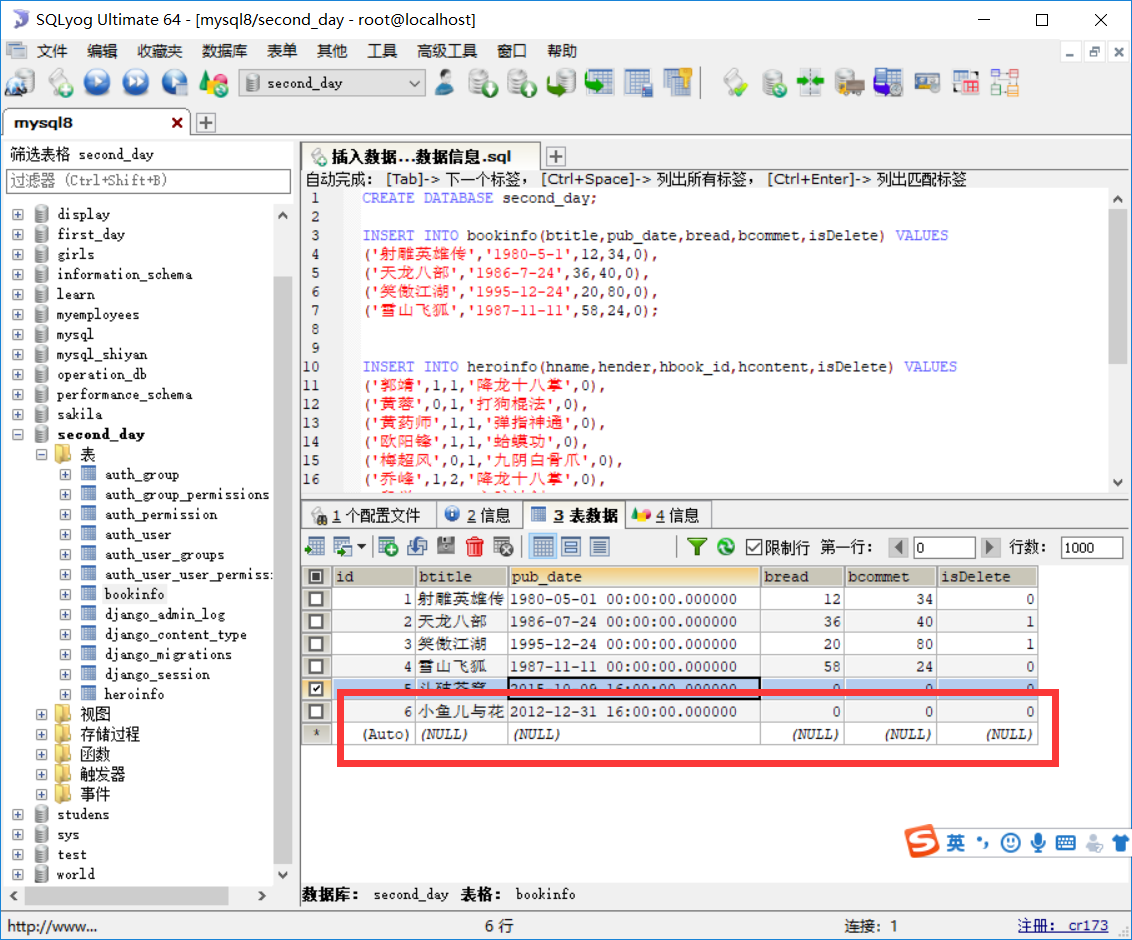 SQLyog Ultimate 64 - [mysql8/second_day - root@localhost]
文件 编辑 收藏夹 数据库 表单 其他 工具 高级工具 窗口 帮助
second_day
mysql8
筛选表格 second_day
过滤器 (Ctrl+Shift+B)
display
first_day
girls
information_schema
learn
myemployees
mysql
mysql_shiyan
operation_db
performance_schema
sakila
second_day
表
auth_group
auth_group_permissions
auth_permission
auth_user
auth_user_groups
auth_user_user_permiss:
bookinfo
django_admin_log
django_content_type
django_migrations
django_session
heroinfo
视图
存储过程
函数
触发器
事件
studens
sys
test
world
插入数据...数据信息.sql
自动完成: [Tab]-> 下一个标签, [Ctrl+Space]-> 列出所有标签, [Ctrl+Enter]-> 列出匹配标签
1 CREATE DATABASE second_day;
2
3 INSERT INTO bookinfo(btitle,pub_date,bread,bcommet,isDelete) VALUES
4 ('射雕英雄传','1980-5-1',12,34,0),
5 ('天龙八部','1986-7-24',36,40,0),
6 ('笑傲江湖','1995-12-24',20,80,0),
7 ('雪山飞狐','1987-11-11',58,24,0);
8
9
10 INSERT INTO heroinfo(hname,hender,hbook_id,hcontent,isDelete) VALUES
11 ('郭靖',1,1,'降龙十八掌',0),
12 ('黄蓉',0,1,'打狗棍法',0),
13 ('黄药师',1,1,'弹指神通',0),
14 ('欧阳锋',1,1,'蛤蟆功',0),
15 ('梅超风',0,1,'九阴白骨爪',0),
16 ('乔峰',1,2,'降龙十八掌',0),
1 个配置文件 2 信息 3 表数据 4 信息
限制行 第一行: 0 行数: 1000
id btitle pub_date bread bcommet isDelete
1 射雕英雄传 1980-05-01 00:00:00.000000 12 34 0
2 天龙八部 1986-07-24 00:00:00.000000 36 40 1
3 笑傲江湖 1995-12-24 00:00:00.000000 20 80 1
4 雪山飞狐 1987-11-11 00:00:00.000000 58 24 0
5 斗破苍穹 2015-10-09 16:00:00.000000 0 0 0
6 小鱼儿与花 2012-12-31 16:00:00.000000 0 0 0
* (Auto) (NULL) (NULL) (NULL) (NULL) (NULL)
英
数据库: second_day 表格: bookinfo
http://www... 6 行 连接: 1 注册: cr173